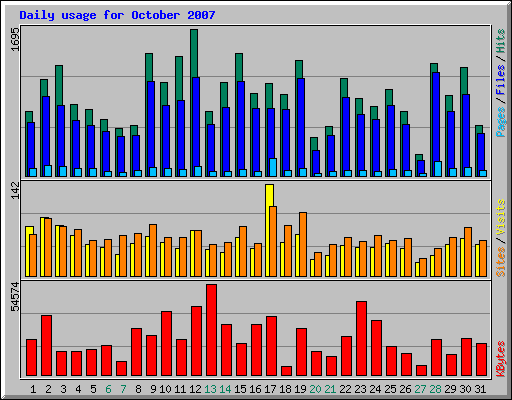 Daily usage for October 2007
1695
Pages / Files / Hits
142
Sites / Visits
54574
KBytes
1 2 3 4 5 6 7 8 9 10 11 12 13 14 15 16 17 18 19 20 21 22 23 24 25 26 27 28 29 30 31